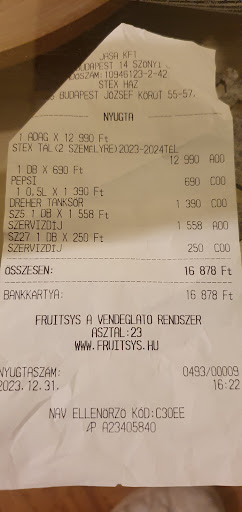 JASA KFT
BUDAPEST 14 SZONYI
ADÓSZÁM:10946123-2-42
STEX HÁZ
BUDAPEST JÓZSEF KÖRÚT 55-57.
NYUGTA
1 ADAG X 12 990 Ft
STEX TÁL(2 SZEMÉLYRE)2023-2024TÉL
12 990 A00
1 DB X 690 Ft
PEPSI 690 C00
1 0.5L X 1 390 Ft
DREHER TANKSÖR 1 390 C00
SZ5 1 DB X 1 558 Ft
SZERVIZDÍJ 1 558 A00
SZ27 1 DB X 250 Ft
SZERVIZDÍJ 250 C00
ÖSSZESEN: 16 878 Ft
BANKKÁRTYA: 16 878 Ft
FRUITSYS A VENDÉGLÁTÓ RENDSZER
ASZTAL:23
WWW.FRUITSYS.HU
NYUGTASZÁM: 0493/00009
2023.12.31. 16:22
NAV ELLENŐRZŐ KÓD:C30EE
AP A23405840